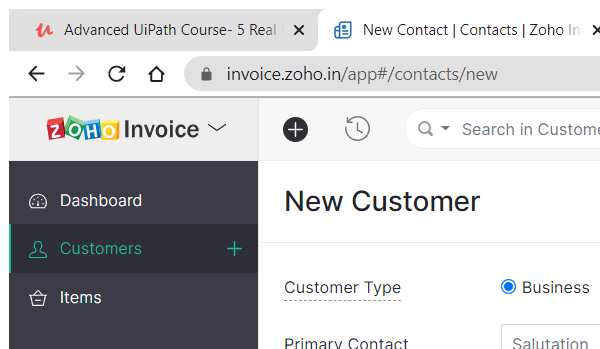 Advanced UiPath Course- 5 Real
New Contact | Contacts | Zoho In
invoice.zoho.in/app#/contacts/new
ZOHO Invoice
Search in Custome
Dashboard
New Customer
Customers
Customer Type
Business
Items
Primary Contact
Salutation